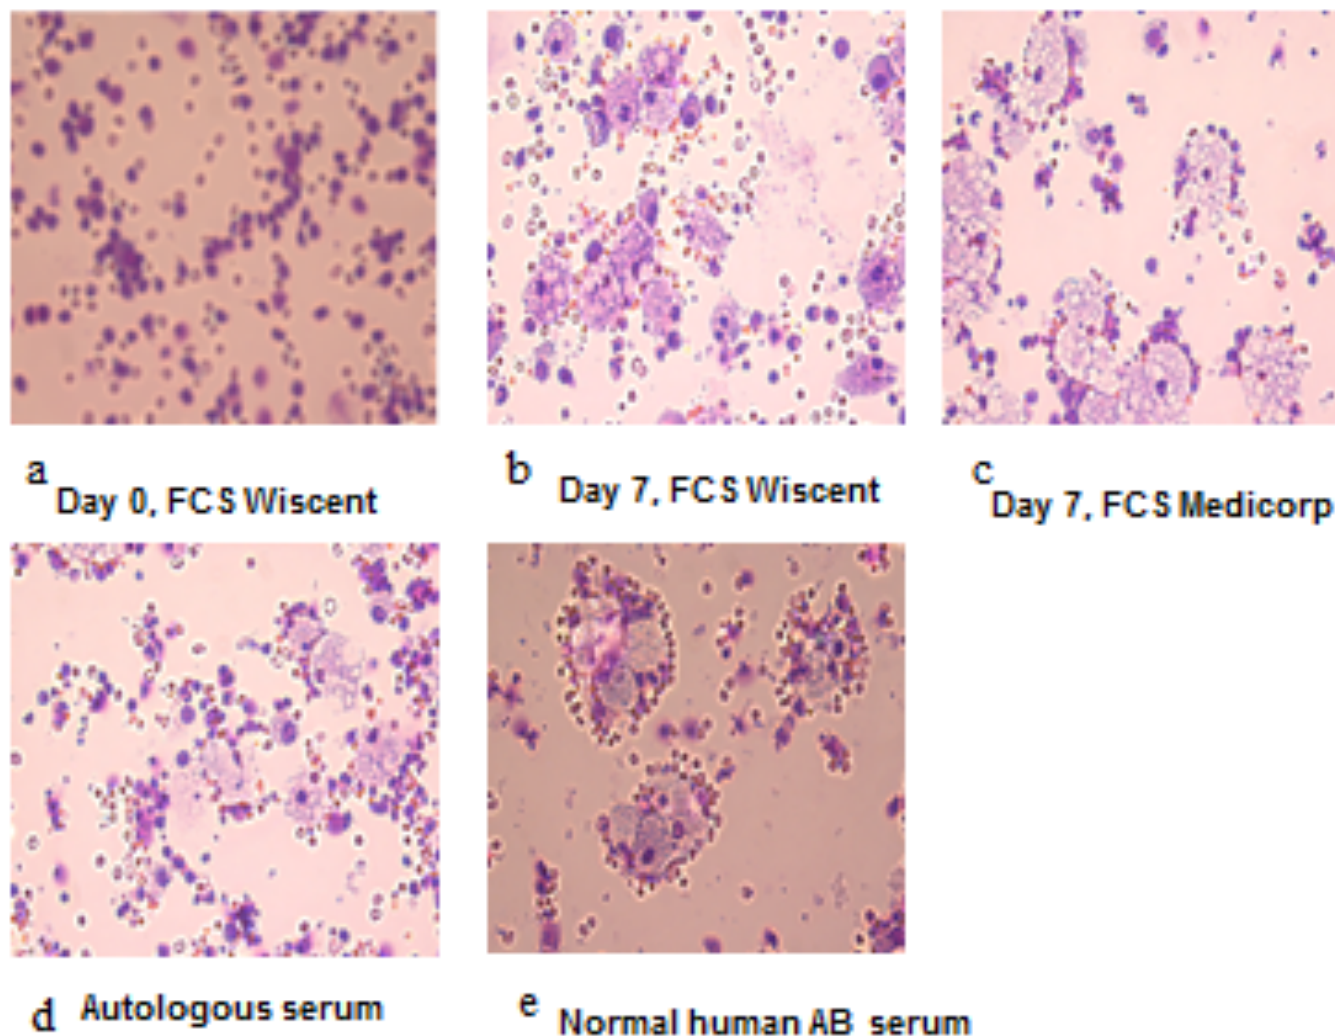 a Day 0, FCS Wiscent
b Day 7, FCS Wiscent
c Day 7, FCS Medicorp
d Autologous serum
e Normal human AB serum